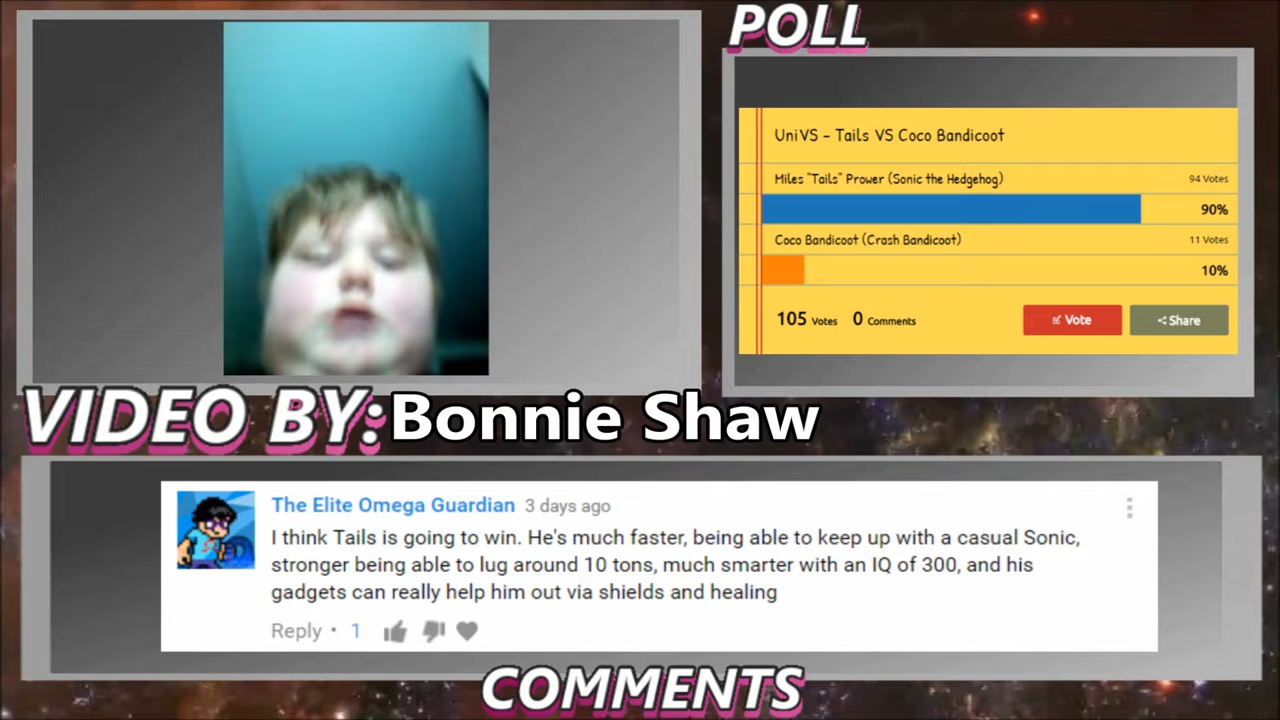 POLL
UniVS - Tails VS Coco Bandicoot
Miles "Tails" Prower (Sonic the Hedgehog) 94 Votes
90%
Coco Bandicoot (Crash Bandicoot) 11 Votes
10%
105 Votes 0 Comments Vote Share
VIDEO BY: Bonnie Shaw
The Elite Omega Guardian 3 days ago
I think Tails is going to win. He's much faster, being able to keep up with a casual Sonic,
stronger being able to lug around 10 tons, much smarter with an IQ of 300, and his
gadgets can really help him out via shields and healing
Reply • 1
COMMENTS